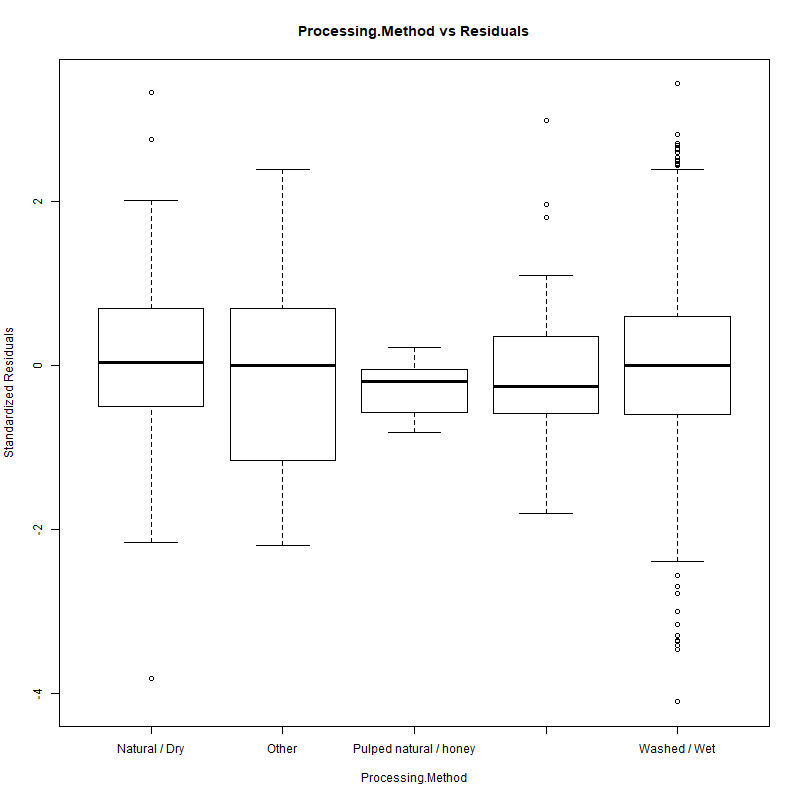 Processing.Method vs Residuals
Standardized Residuals
2
0
-2
-4
Natural / Dry Other Pulped natural / honey Washed / Wet
Processing.Method